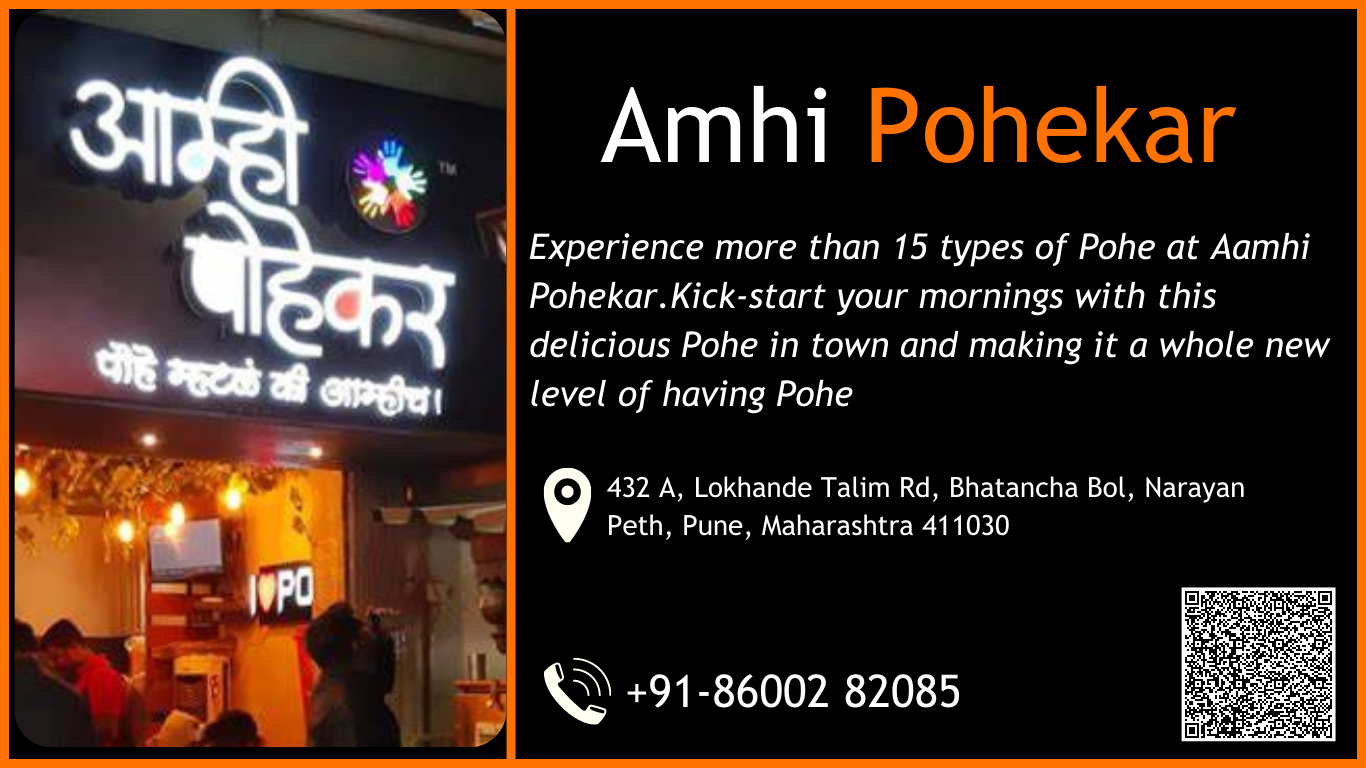 आम्ही
TM
पोहेकर
पोहे म्हटलं की आम्हीच!
I PO
Amhi Pohekar
Experience more than 15 types of Pohe at Aamhi
Pohekar.Kick-start your mornings with this
delicious Pohe in town and making it a whole new
level of having Pohe
432 A, Lokhande Talim Rd, Bhatancha Bol, Narayan
Peth, Pune, Maharashtra 411030
+91-86002 82085